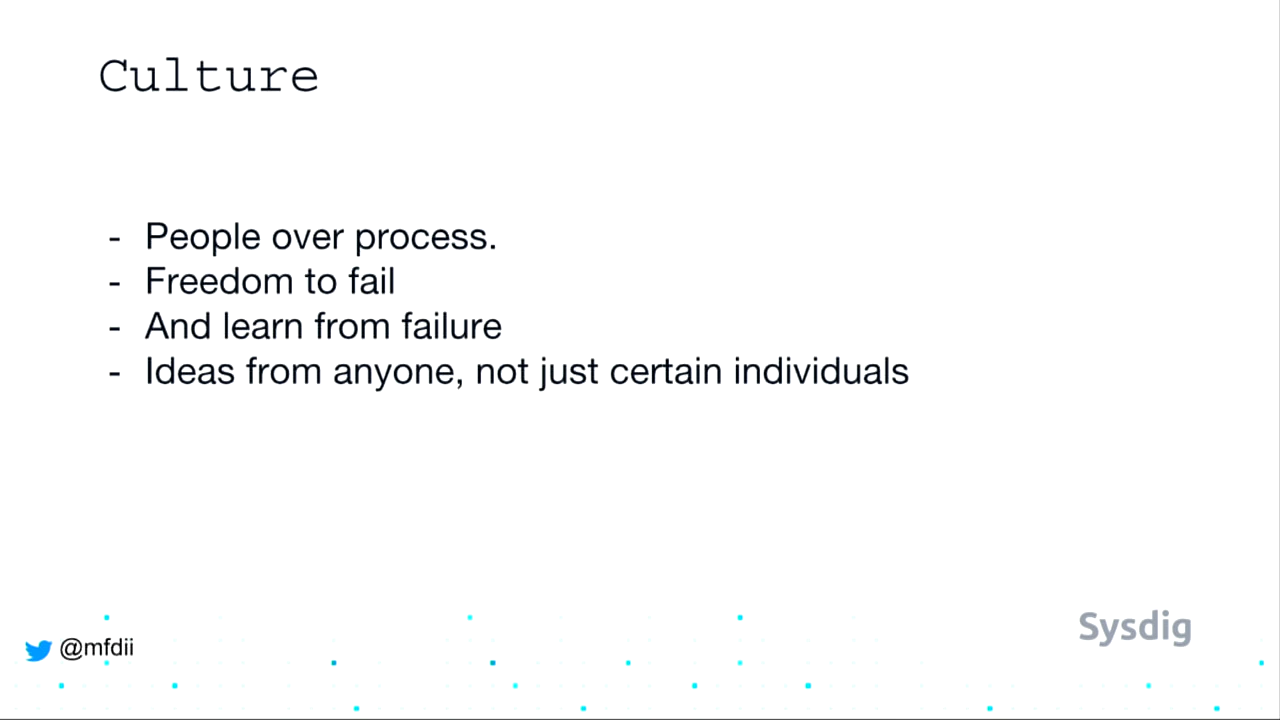 Culture
- People over process.
- Freedom to fail
- And learn from failure
- Ideas from anyone, not just certain individuals
@mfdii
Sysdig